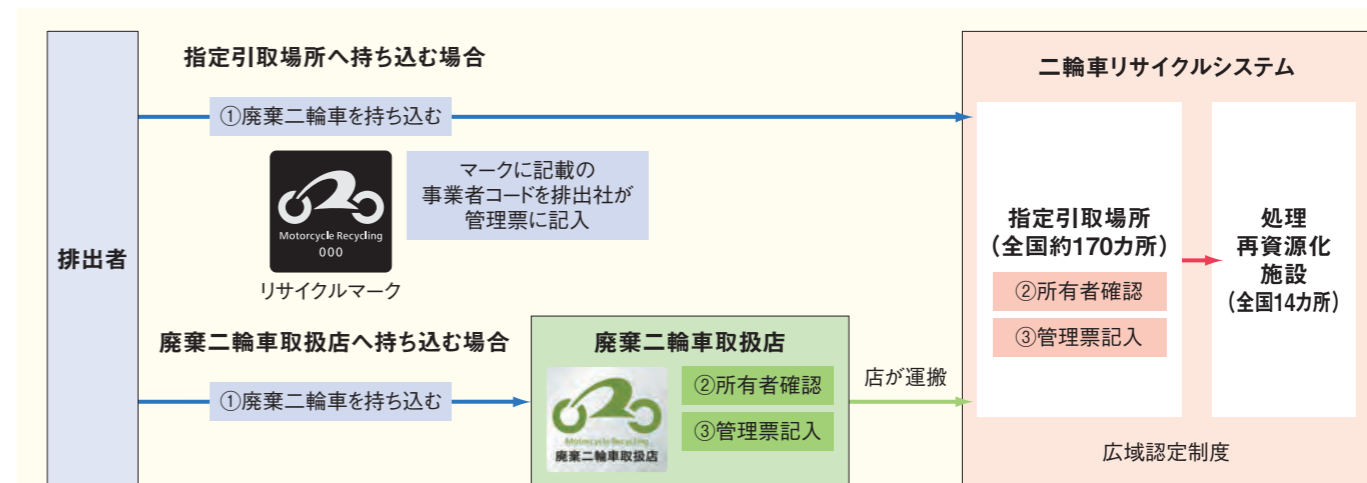 排出者
指定引取場所へ持ち込む場合
①廃棄二輪車を持ち込む
Motorcycle Recycling
000
リサイクルマーク
マークに記載の
事業者コードを排出社が
管理票に記入
廃棄二輪車取扱店へ持ち込む場合
①廃棄二輪車を持ち込む
廃棄二輪車取扱店
Motorcycle Recycling
廃棄二輪車取扱店
②所有者確認
③管理票記入
店が運搬
二輪車リサイクルシステム
指定引取場所
(全国約170カ所)
②所有者確認
③管理票記入
処理
再資源化
施設
(全国14カ所)
広域認定制度